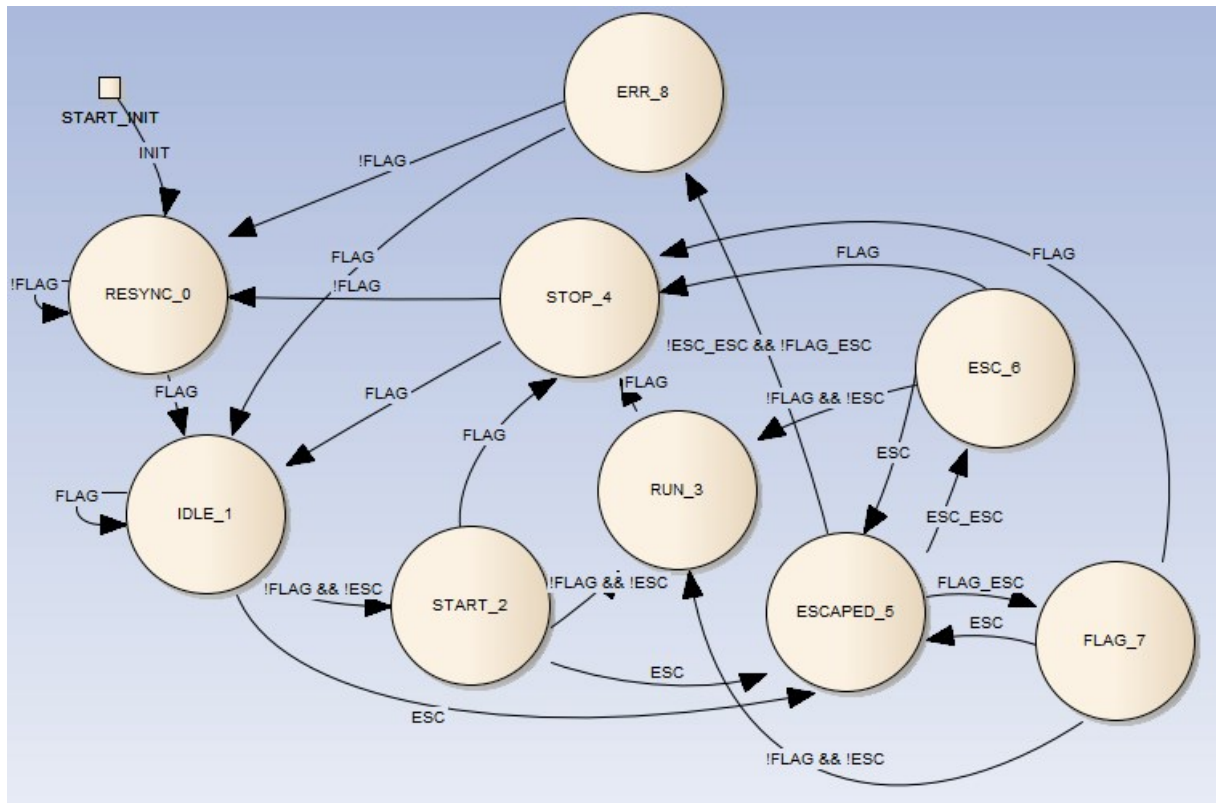 ERR_8
START_INIT
INIT
!FLAG
FLAG
FLAG
FLAG
!FLAG
!FLAG
RESYNC_0
STOP_4
!ESC_ESC && !FLAG_ESC
ESC_6
FLAG
FLAG
FLAG
!FLAG && !ESC
FLAG
ESC
RUN_3
FLAG
IDLE_1
ESC_ESC
!FLAG && !ESC
!FLAG && !ESC
FLAG_ESC
START_2
ESCAPED_5
ESC
FLAG_7
ESC
ESC
!FLAG && !ESC